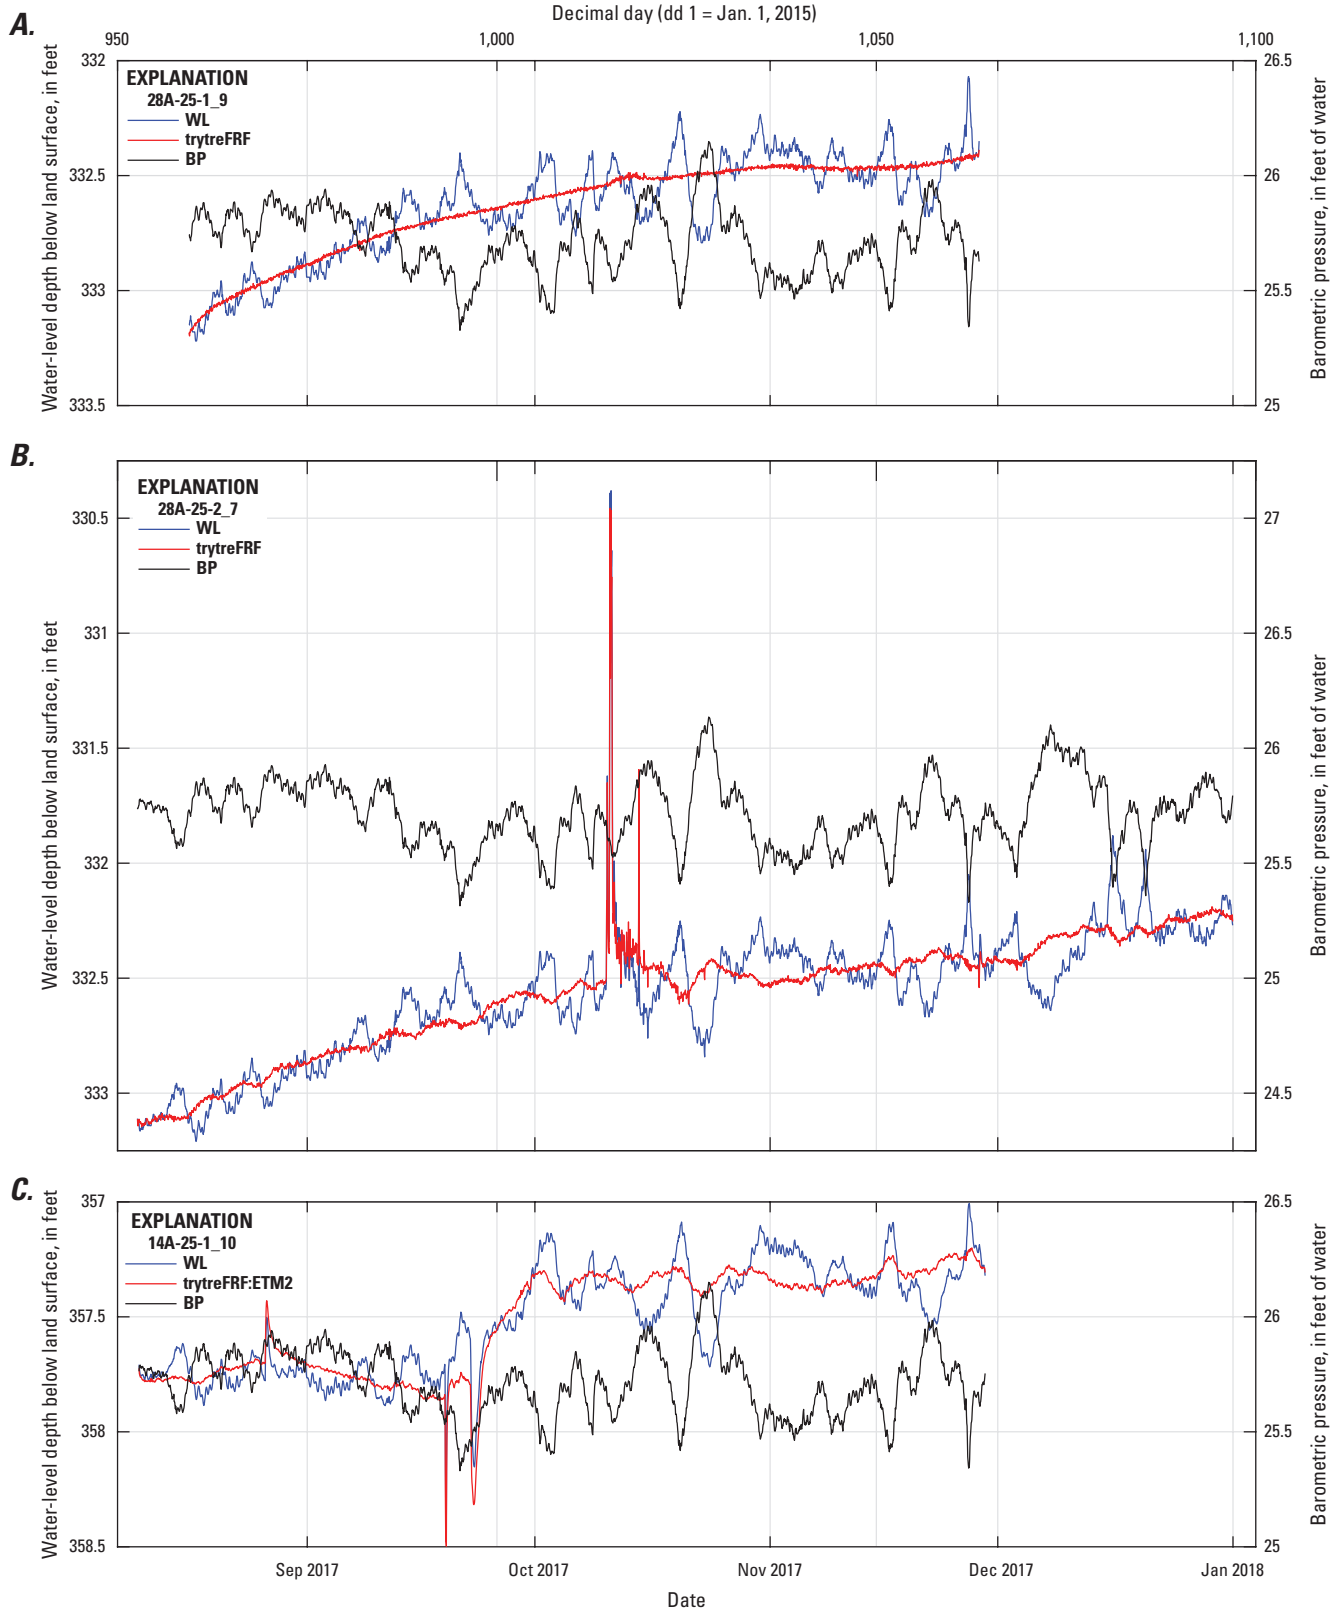 A.
Decimal day (dd 1 = Jan. 1, 2015)
950 1,000 1,050 1,100
Water-level depth below land surface, in feet
332
332.5
333
333.5
EXPLANATION
28A-25-1_9
WL
trytreFRF
BP
26.5
26
25.5
25
Barometric pressure, in feet of water
B.
Water-level depth below land surface, in feet
330.5
331
331.5
332
332.5
333
EXPLANATION
28A-25-2_7
WL
trytreFRF
BP
27
26.5
26
25.5
25
24.5
Barometric pressure, in feet of water
C.
Water-level depth below land surface, in feet
357
357.5
358
358.5
EXPLANATION
14A-25-1_10
WL
trytreFRF:ETM2
BP
26.5
26
25.5
25
Barometric pressure, in feet of water
Sep 2017 Oct 2017 Nov 2017 Dec 2017 Jan 2018
Date